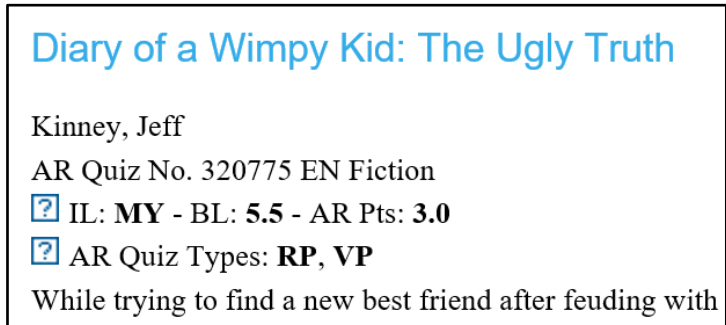 Diary of a Wimpy Kid: The Ugly Truth
Kinney, Jeff
AR Quiz No. 320775 EN Fiction
? IL: MY - BL: 5.5 - AR Pts: 3.0
? AR Quiz Types: RP, VP
While trying to find a new best friend after feuding with